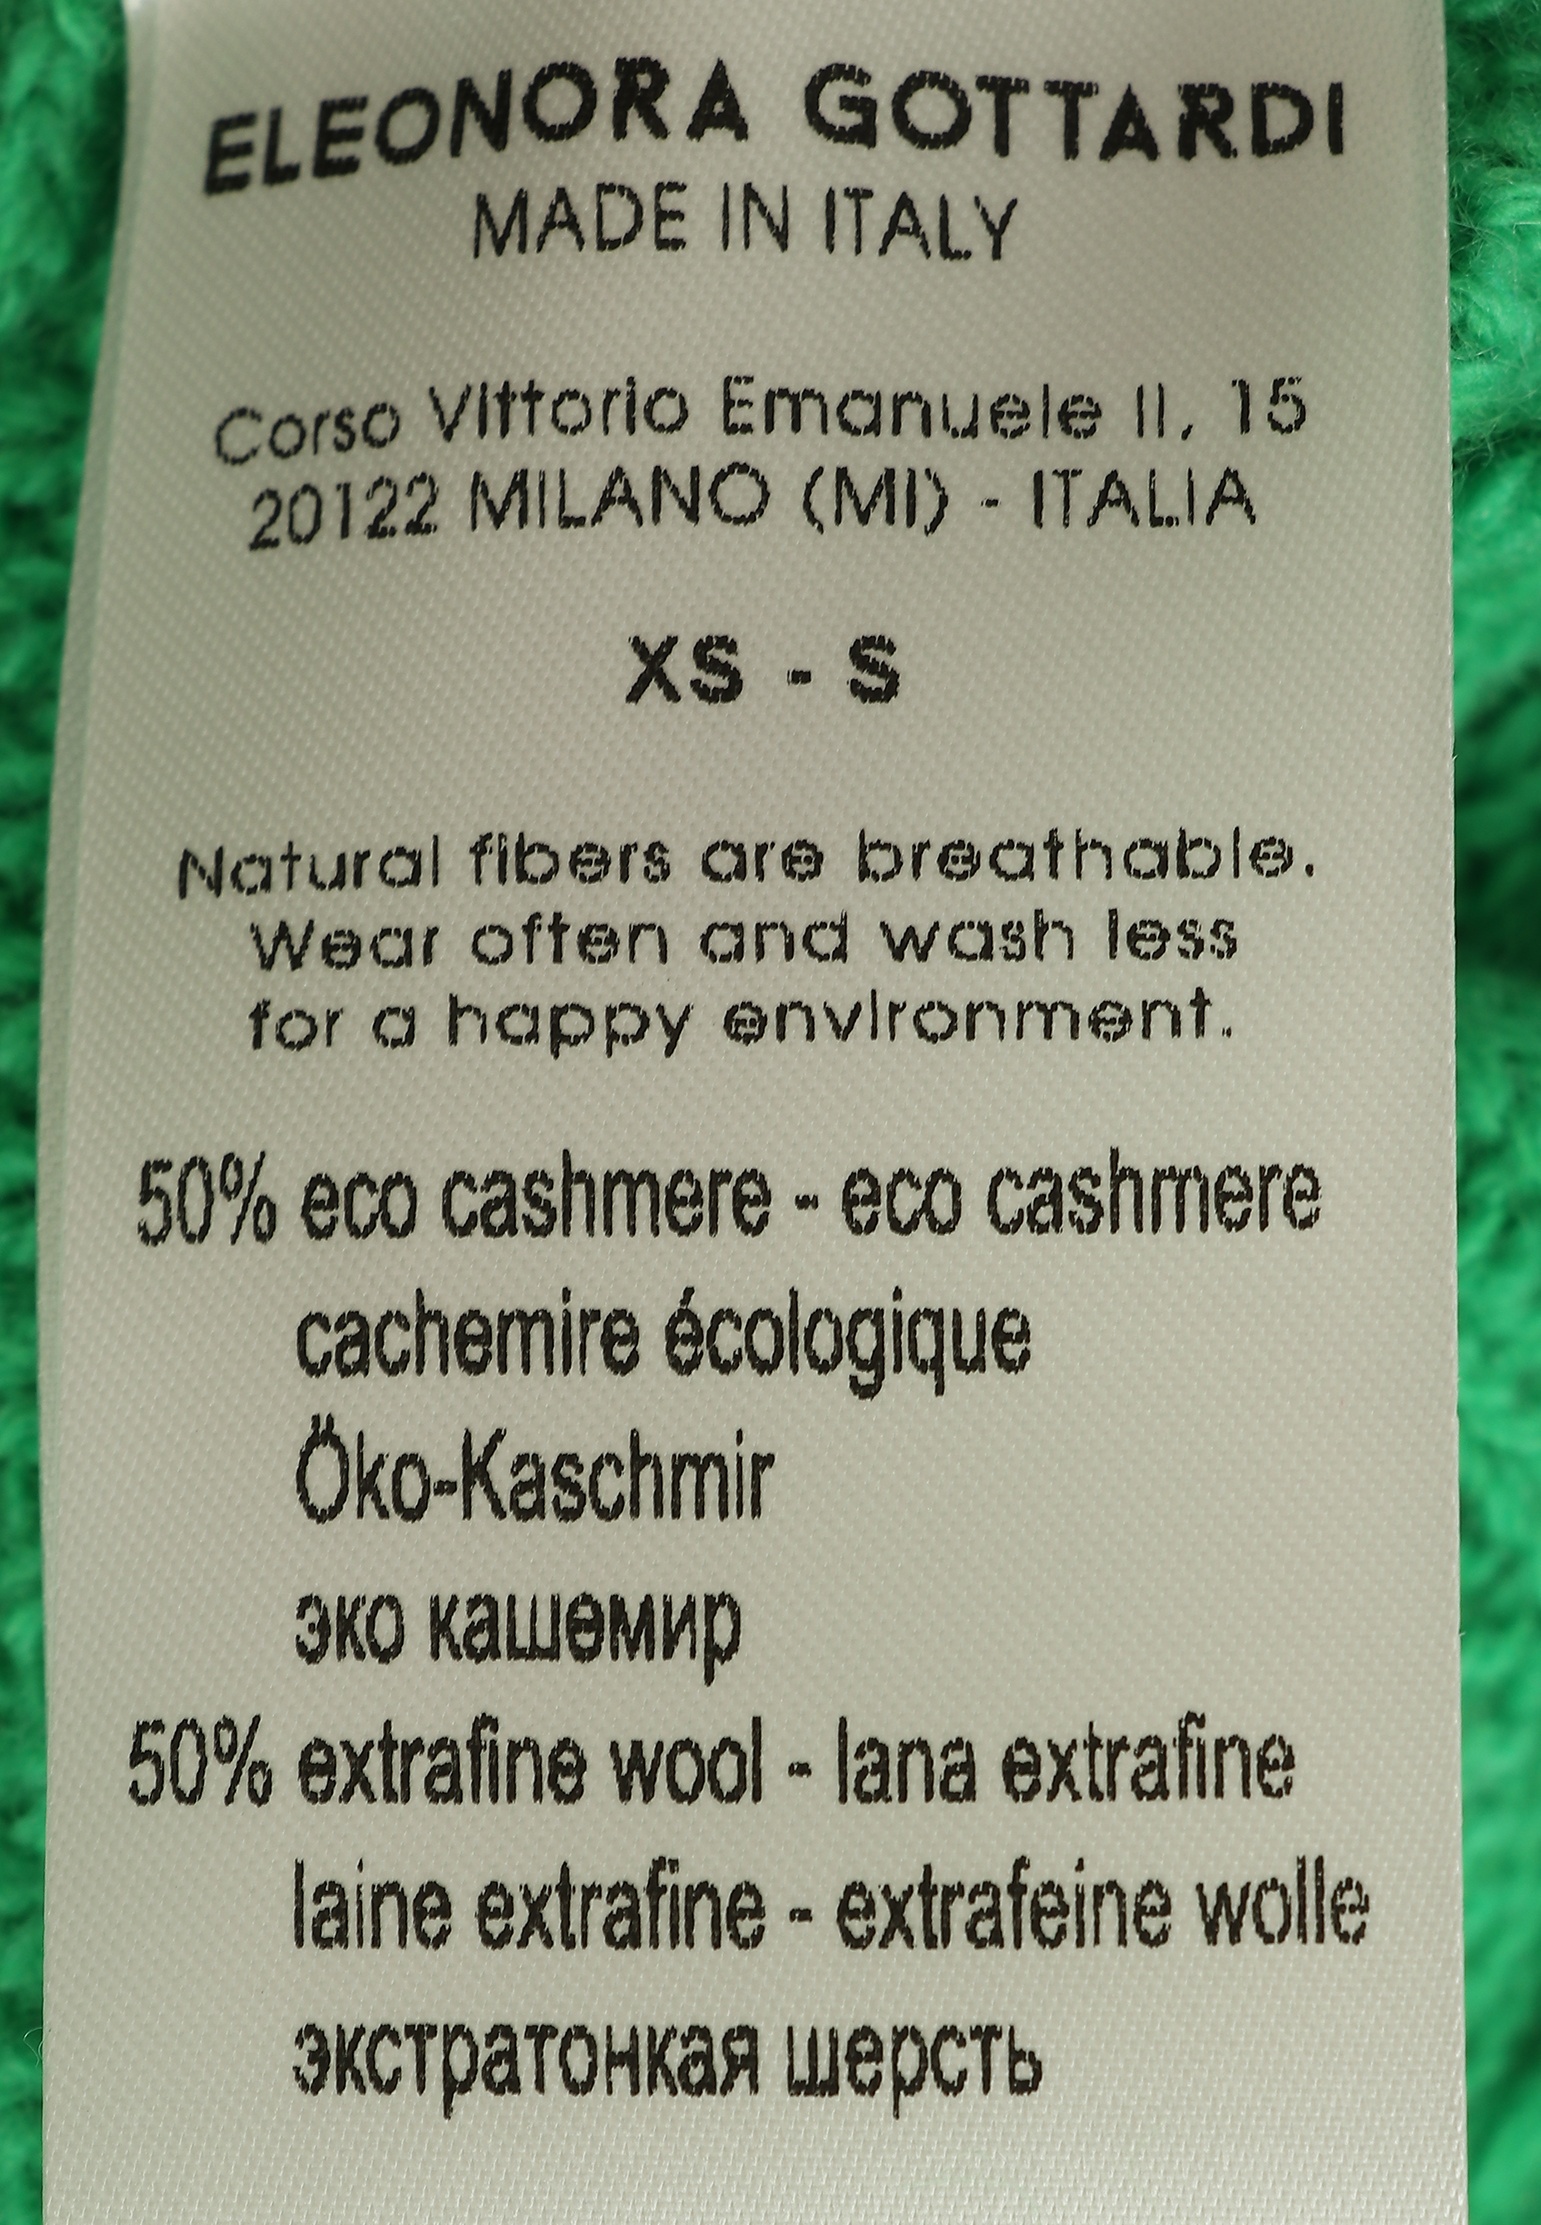 ELEONORA GOTTARDI
MADE IN ITALY
Corso Vittorio Emanuele II, 15
20122 MILANO (MI) - ITALIA
XS - S
Natural fibers are breathable.
Wear often and wash less
for a happy environment.
50% eco cashmere - eco cashmere
cachemire écologique
Öko-Kaschmir
эко кашемир
50% extrafine wool - lana extrafine
laine extrafine - extrafeine wolle
экстратонкая шерсть